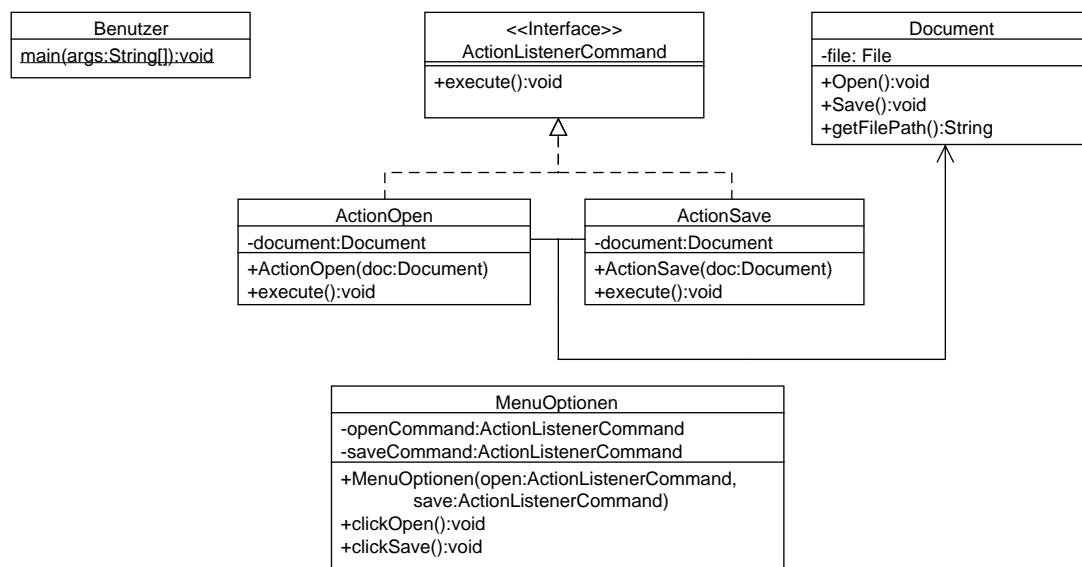 Benutzer
main(args:String[]):void
<<Interface>>
ActionListenerCommand
+execute():void
Document
-file: File
+Open():void
+Save():void
+getFilePath():String
ActionOpen
-document:Document
+ActionOpen(doc:Document)
+execute():void
ActionSave
-document:Document
+ActionSave(doc:Document)
+execute():void
MenuOptionen
-openCommand:ActionListenerCommand
-saveCommand:ActionListenerCommand
+MenuOptionen(open:ActionListenerCommand,
save:ActionListenerCommand)
+clickOpen():void
+clickSave():void